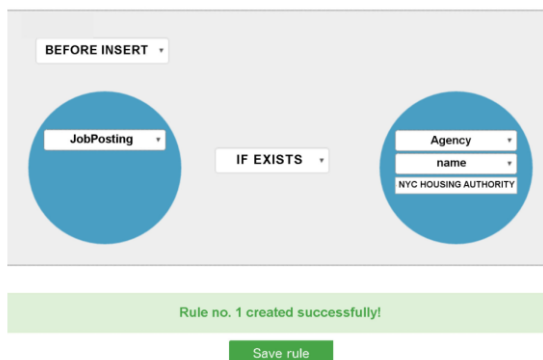 BEFORE INSERT
JobPosting
IF EXISTS
Agency
name
NYC HOUSING AUTHORITY
Rule no. 1 created successfully!
Save rule